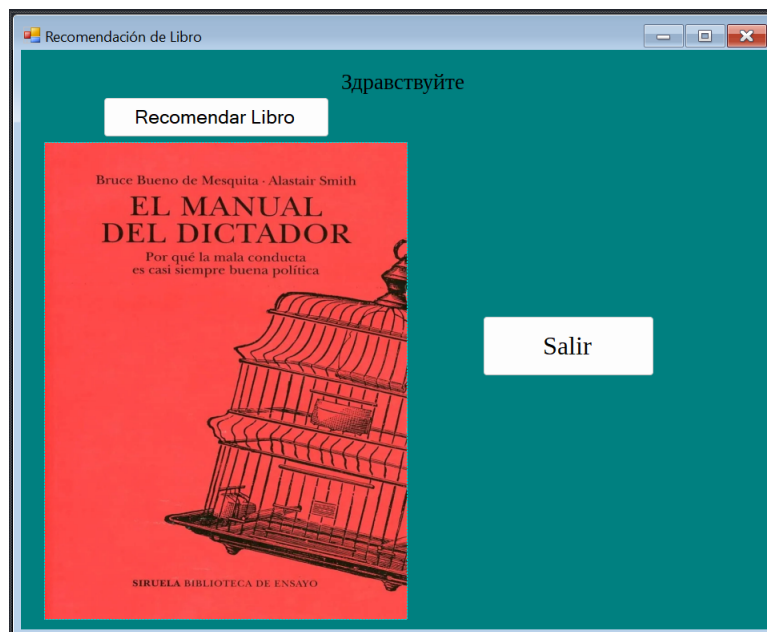 Recomendación de Libro
Здравствуйте
Recomendar Libro
Bruce Bueno de Mesquita · Alastair Smith
EL MANUAL
DEL DICTADOR
Por qué la mala conducta
es casi siempre buena política
SIRUELA BIBLIOTECA DE ENSAYO
Salir